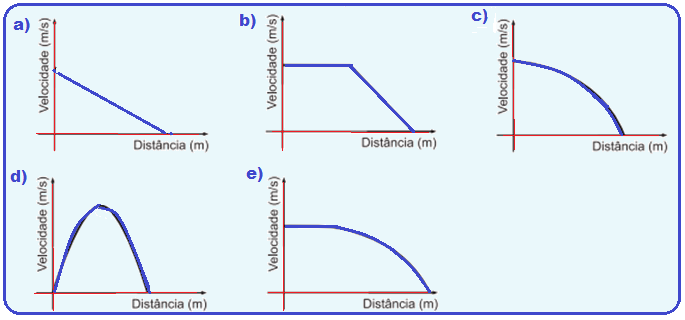 a)
Velocidade (m/s)
Distância (m)
b)
Velocidade (m/s)
Distância (m)
c)
Velocidade (m/s)
Distância (m)
d)
Velocidade (m/s)
Distância (m)
e)
Velocidade (m/s)
Distância (m)